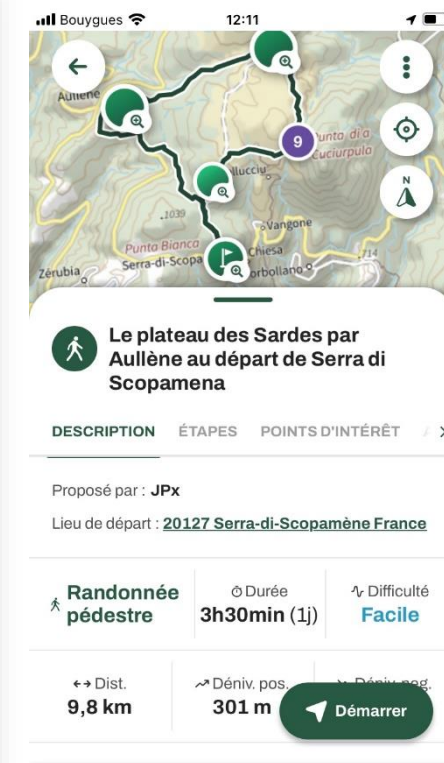 Bouygues 12:11
Aullène
9
Punta di a
Cuciurpula
.1039
Vangone
Punta Bianca
Chiesa
714
Serra-di-Scopa
Zérubia
orbollano
Le plateau des Sardes par
Aullène au départ de Serra di
Scopamena
DESCRIPTION ÉTAPES POINTS D'INTÉRÊT
Proposé par : JPx
Lieu de départ : 20127 Serra-di-Scopamène France
Randonnée
pédestre
Durée
3h30min (1j)
Difficulté
Facile
Dist.
9,8 km
Déniv. pos.
301 m
Déniv. neg.
Démarrer
N